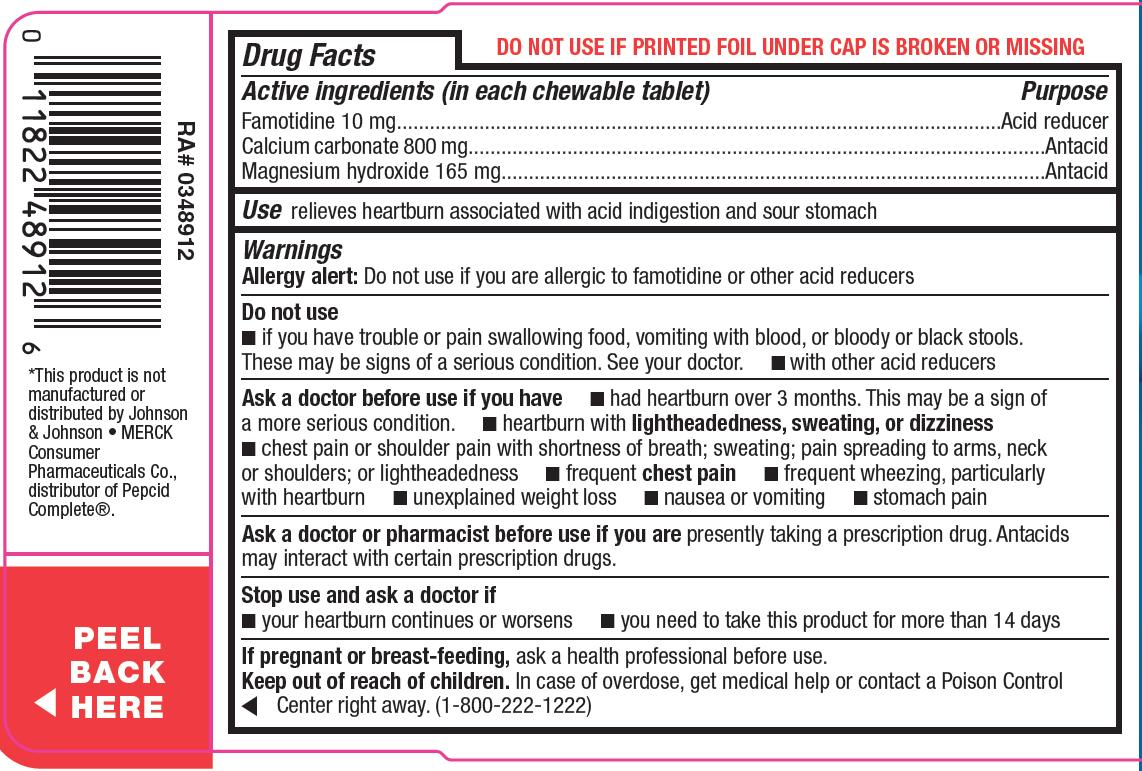 0
11822 48912
6
RA# 0348912
*This product is not
manufactured or
distributed by Johnson
& Johnson • MERCK
Consumer
Pharmaceuticals Co.,
distributor of Pepcid
Complete®.
PEEL
BACK
HERE
Drug Facts
DO NOT USE IF PRINTED FOIL UNDER CAP IS BROKEN OR MISSING
Active ingredients (in each chewable tablet) Purpose
Famotidine 10 mg.....Acid reducer
Calcium carbonate 800 mg.....Antacid
Magnesium hydroxide 165 mg.....Antacid
Use relieves heartburn associated with acid indigestion and sour stomach
Warnings
Allergy alert: Do not use if you are allergic to famotidine or other acid reducers
Do not use
■ if you have trouble or pain swallowing food, vomiting with blood, or bloody or black stools.
These may be signs of a serious condition. See your doctor. ■ with other acid reducers
Ask a doctor before use if you have ■ had heartburn over 3 months. This may be a sign of
a more serious condition. ■ heartburn with lightheadedness, sweating, or dizziness
■ chest pain or shoulder pain with shortness of breath; sweating; pain spreading to arms, neck
or shoulders; or lightheadedness ■ frequent chest pain ■ frequent wheezing, particularly
with heartburn ■ unexplained weight loss ■ nausea or vomiting ■ stomach pain
Ask a doctor or pharmacist before use if you are presently taking a prescription drug. Antacids
may interact with certain prescription drugs.
Stop use and ask a doctor if
■ your heartburn continues or worsens ■ you need to take this product for more than 14 days
If pregnant or breast-feeding, ask a health professional before use.
Keep out of reach of children. In case of overdose, get medical help or contact a Poison Control
Center right away. (1-800-222-1222)